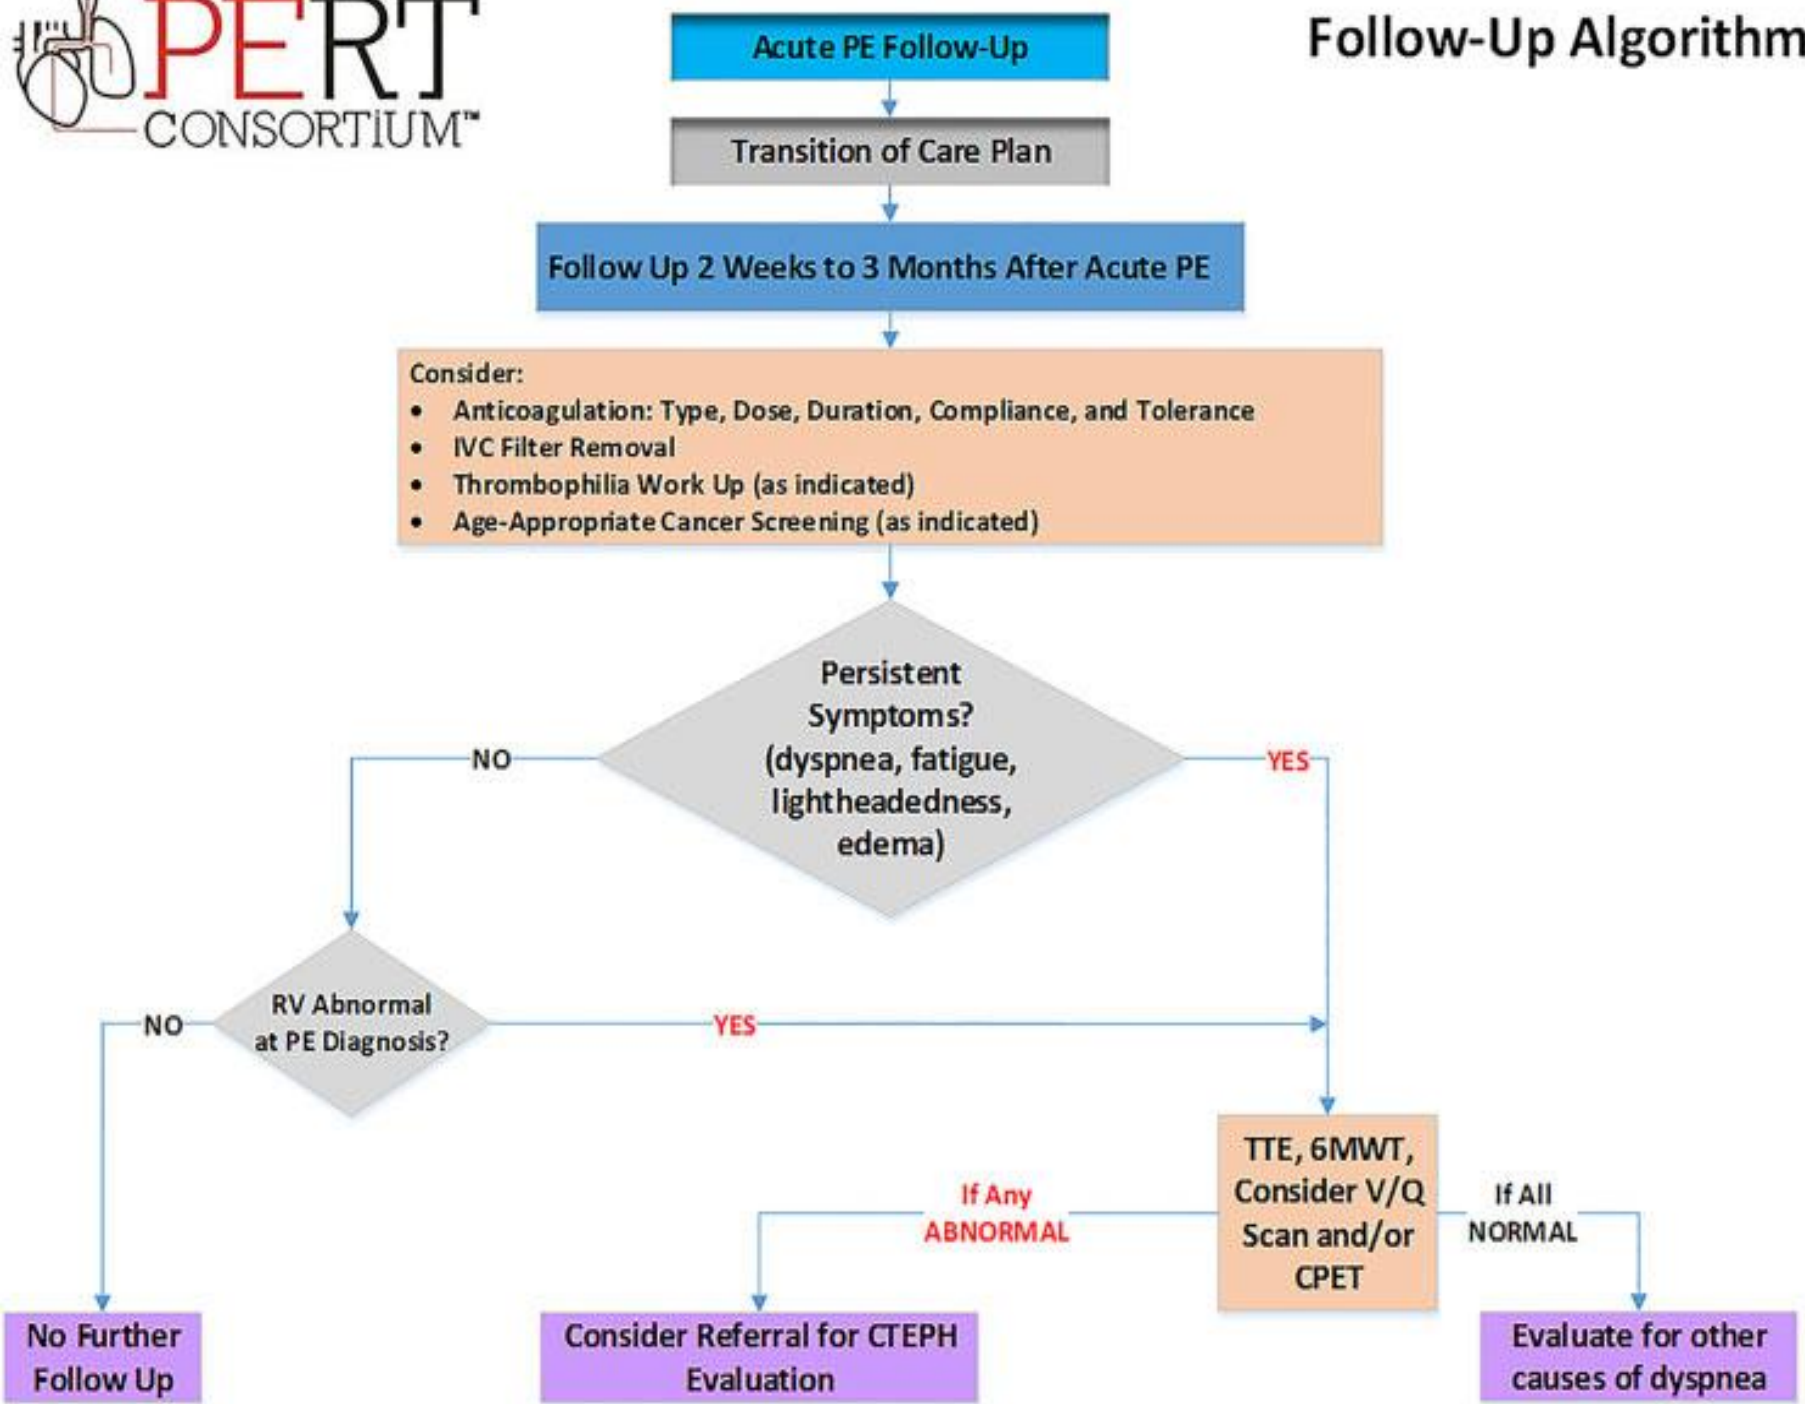 PERT
CONSORTiUM™
Follow-Up Algorithm
Acute PE Follow-Up
Transition of Care Plan
Follow Up 2 Weeks to 3 Months After Acute PE
Consider:
• Anticoagulation: Type, Dose, Duration, Compliance, and Tolerance
• IVC Filter Removal
• Thrombophilia Work Up (as indicated)
• Age-Appropriate Cancer Screening (as indicated)
Persistent
Symptoms?
(dyspnea, fatigue,
lightheadedness,
edema)
NO
YES
RV Abnormal
at PE Diagnosis?
NO
YES
TTE, 6MWT,
Consider V/Q
Scan and/or
CPET
If Any
ABNORMAL
If All
NORMAL
No Further
Follow Up
Consider Referral for CTEPH
Evaluation
Evaluate for other
causes of dyspnea